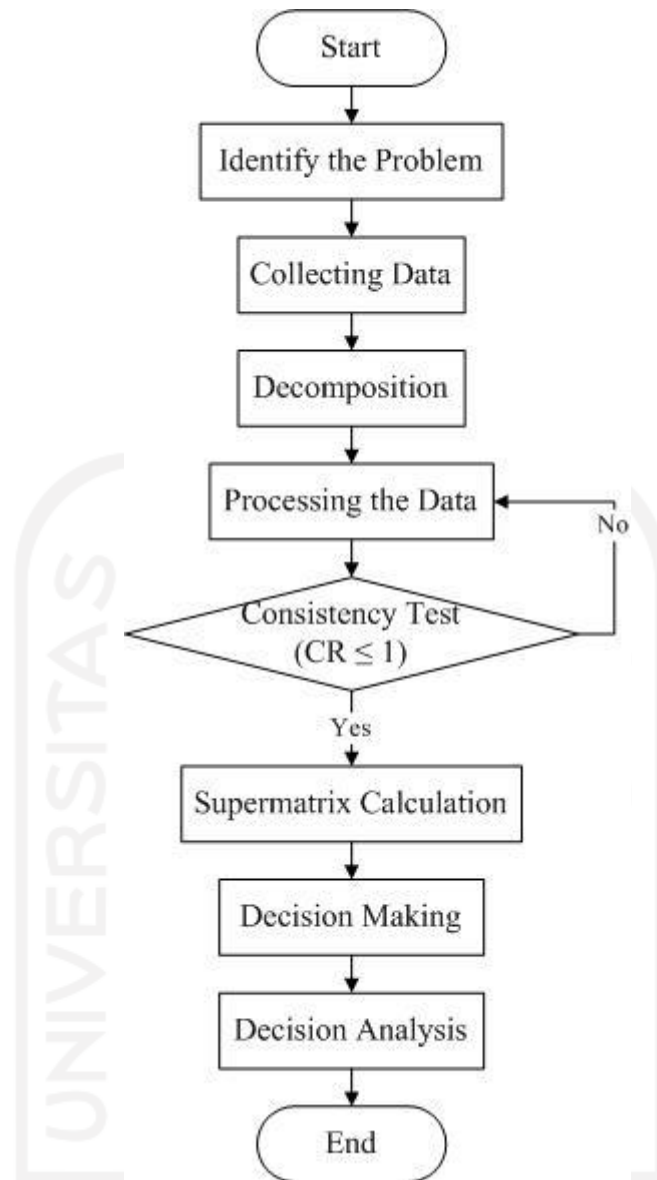 Start
Identify the Problem
Collecting Data
Decomposition
Processing the Data
No
Consistency Test
(CR ≤ 1)
Yes
Supermatrix Calculation
Decision Making
Decision Analysis
End
UNIVERSITAS